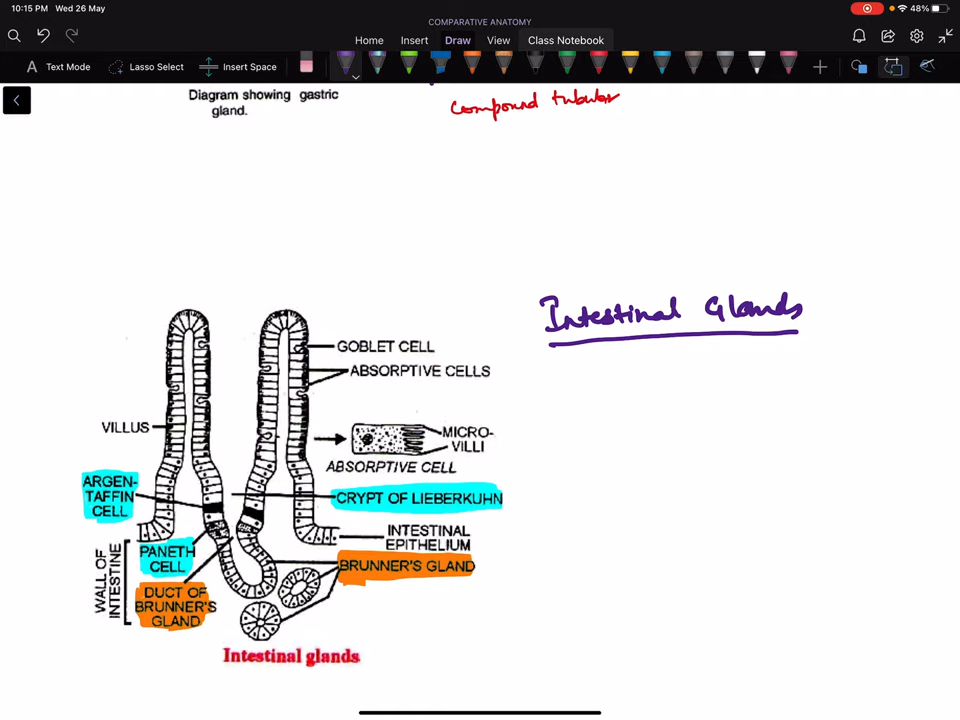 10:15 PM Wed 26 May
48%
COMPARATIVE ANATOMY
Home Insert Draw View Class Notebook
A Text Mode Lasso Select Insert Space
Diagram showing gastric
gland.
compound tubular
Intestinal Glands
GOBLET CELL
ABSORPTIVE CELLS
VILLUS
MICRO-
VILLI
ABSORPTIVE CELL
ARGEN-
TAFFIN
CELL
CRYPT OF LIEBERKUHN
INTESTINAL
EPITHELIUM
WALL OF
INTESTINE
PANETH
CELL
BRUNNER'S GLAND
DUCT OF
BRUNNER'S
GLAND
Intestinal glands